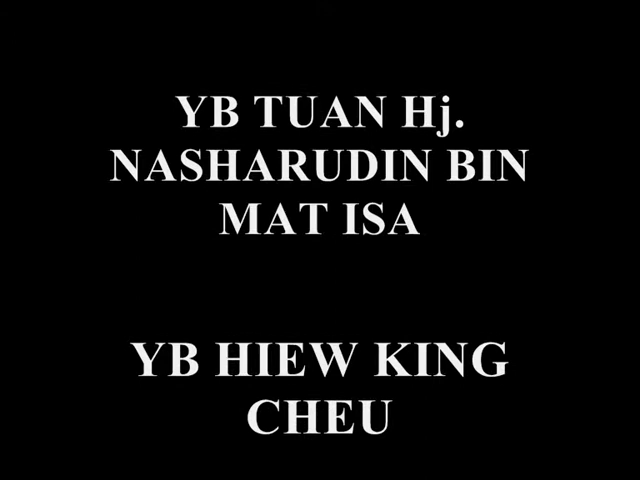 YB TUAN Hj.
NASHARUDIN BIN
MAT ISA
YB HIEW KING
CHEU